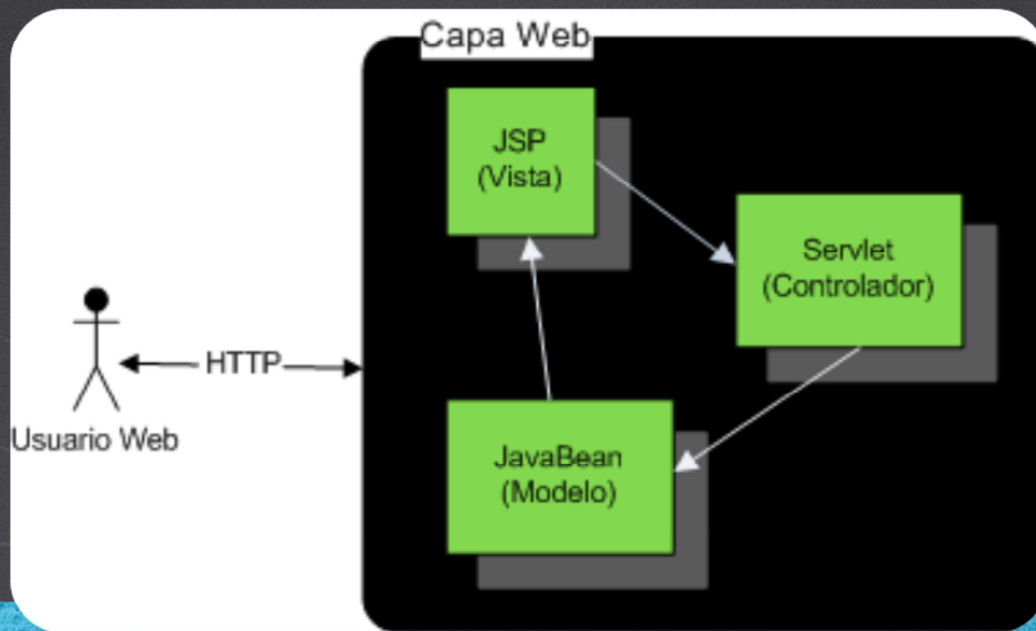 Capa Web
JSP
(Vista)
Servlet
(Controlador)
HTTP
Usuario Web
JavaBean
(Modelo)